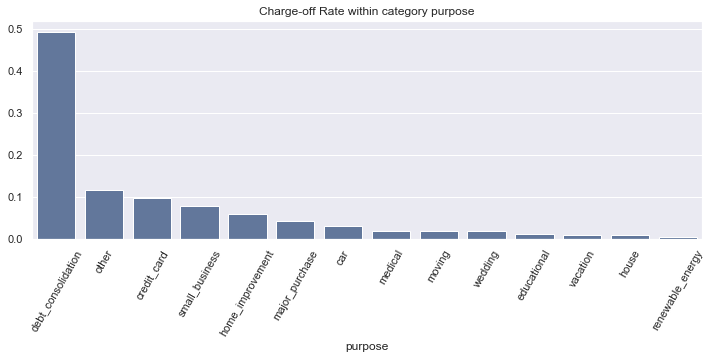 Charge-off Rate within category purpose
0.5
0.4
0.3
0.2
0.1
0.0
debt_consolidation
other
credit_card
small_business
home_improvement
major_purchase
car
medical
moving
wedding
educational
vacation
house
renewable_energy
purpose